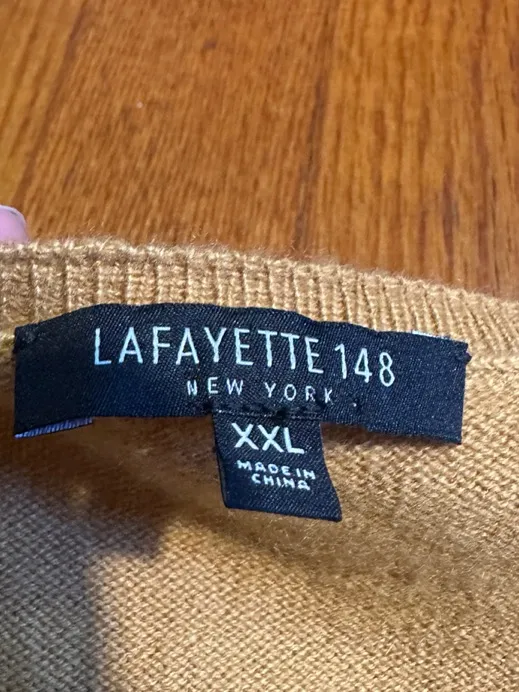 LAFAYETTE 148
NEW YORK
XXL
MADE IN
CHINA